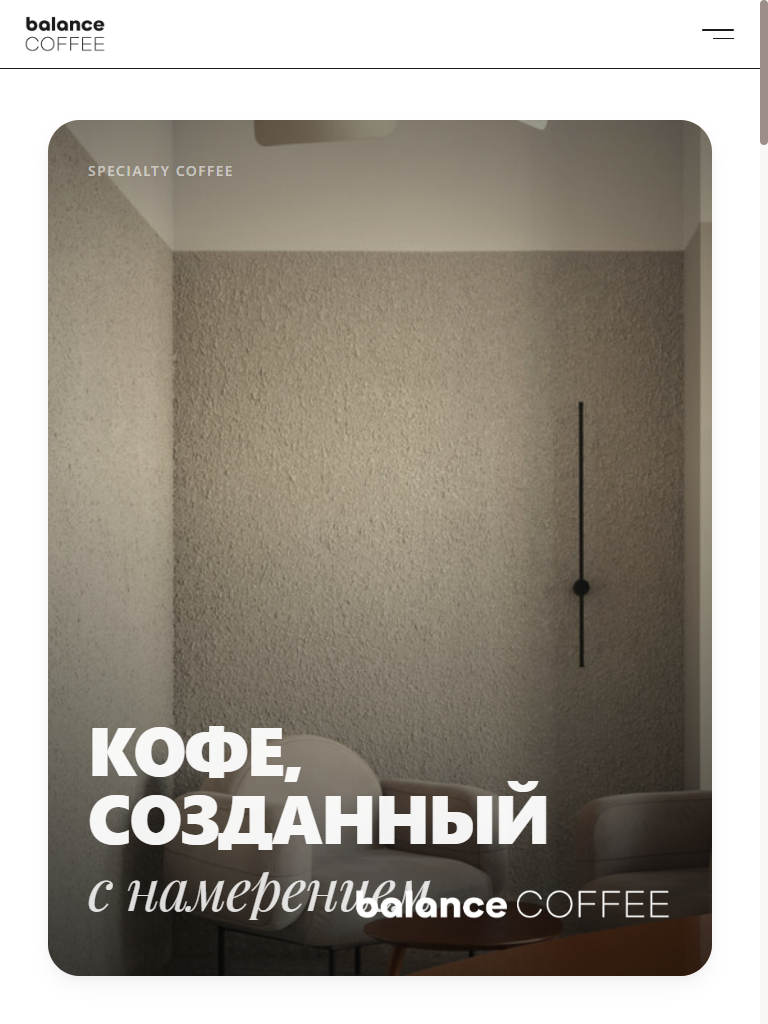 balance
COFFEE
SPECIALTY COFFEE
КОФЕ,
СОЗДАННЫЙ
с намерением
balance COFFEE